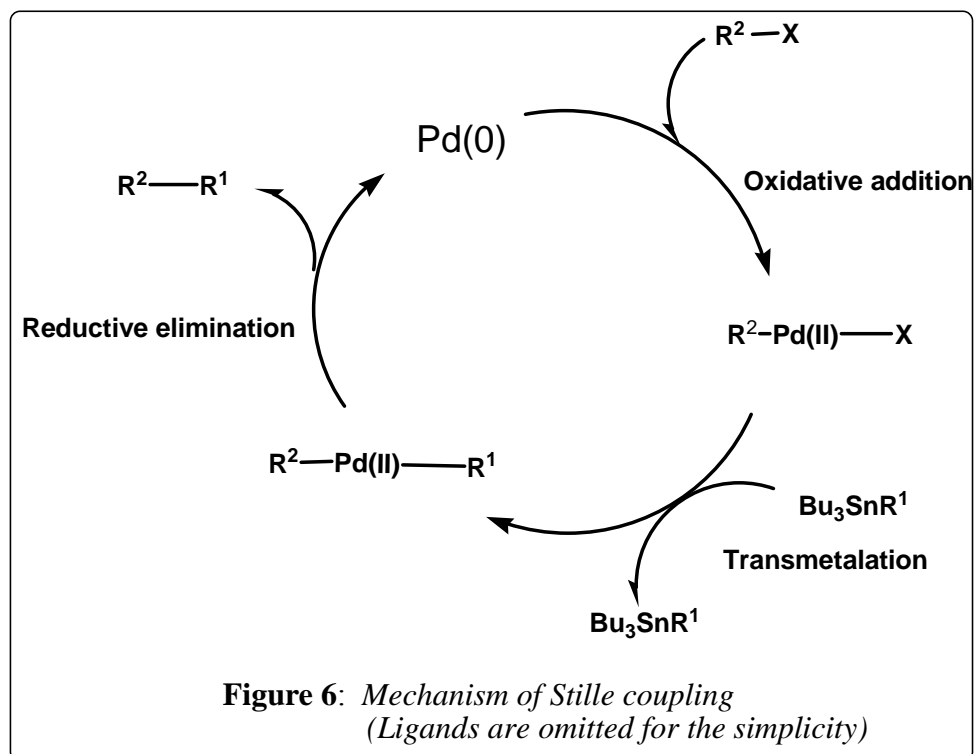 R²—X
Pd(0)
R²—R¹
Oxidative addition
Reductive elimination
R²-Pd(II)—X
R²—Pd(II)—R¹
Bu₃SnR¹
Transmetalation
Bu₃SnR¹
Figure 6: Mechanism of Stille coupling
(Ligands are omitted for the simplicity)